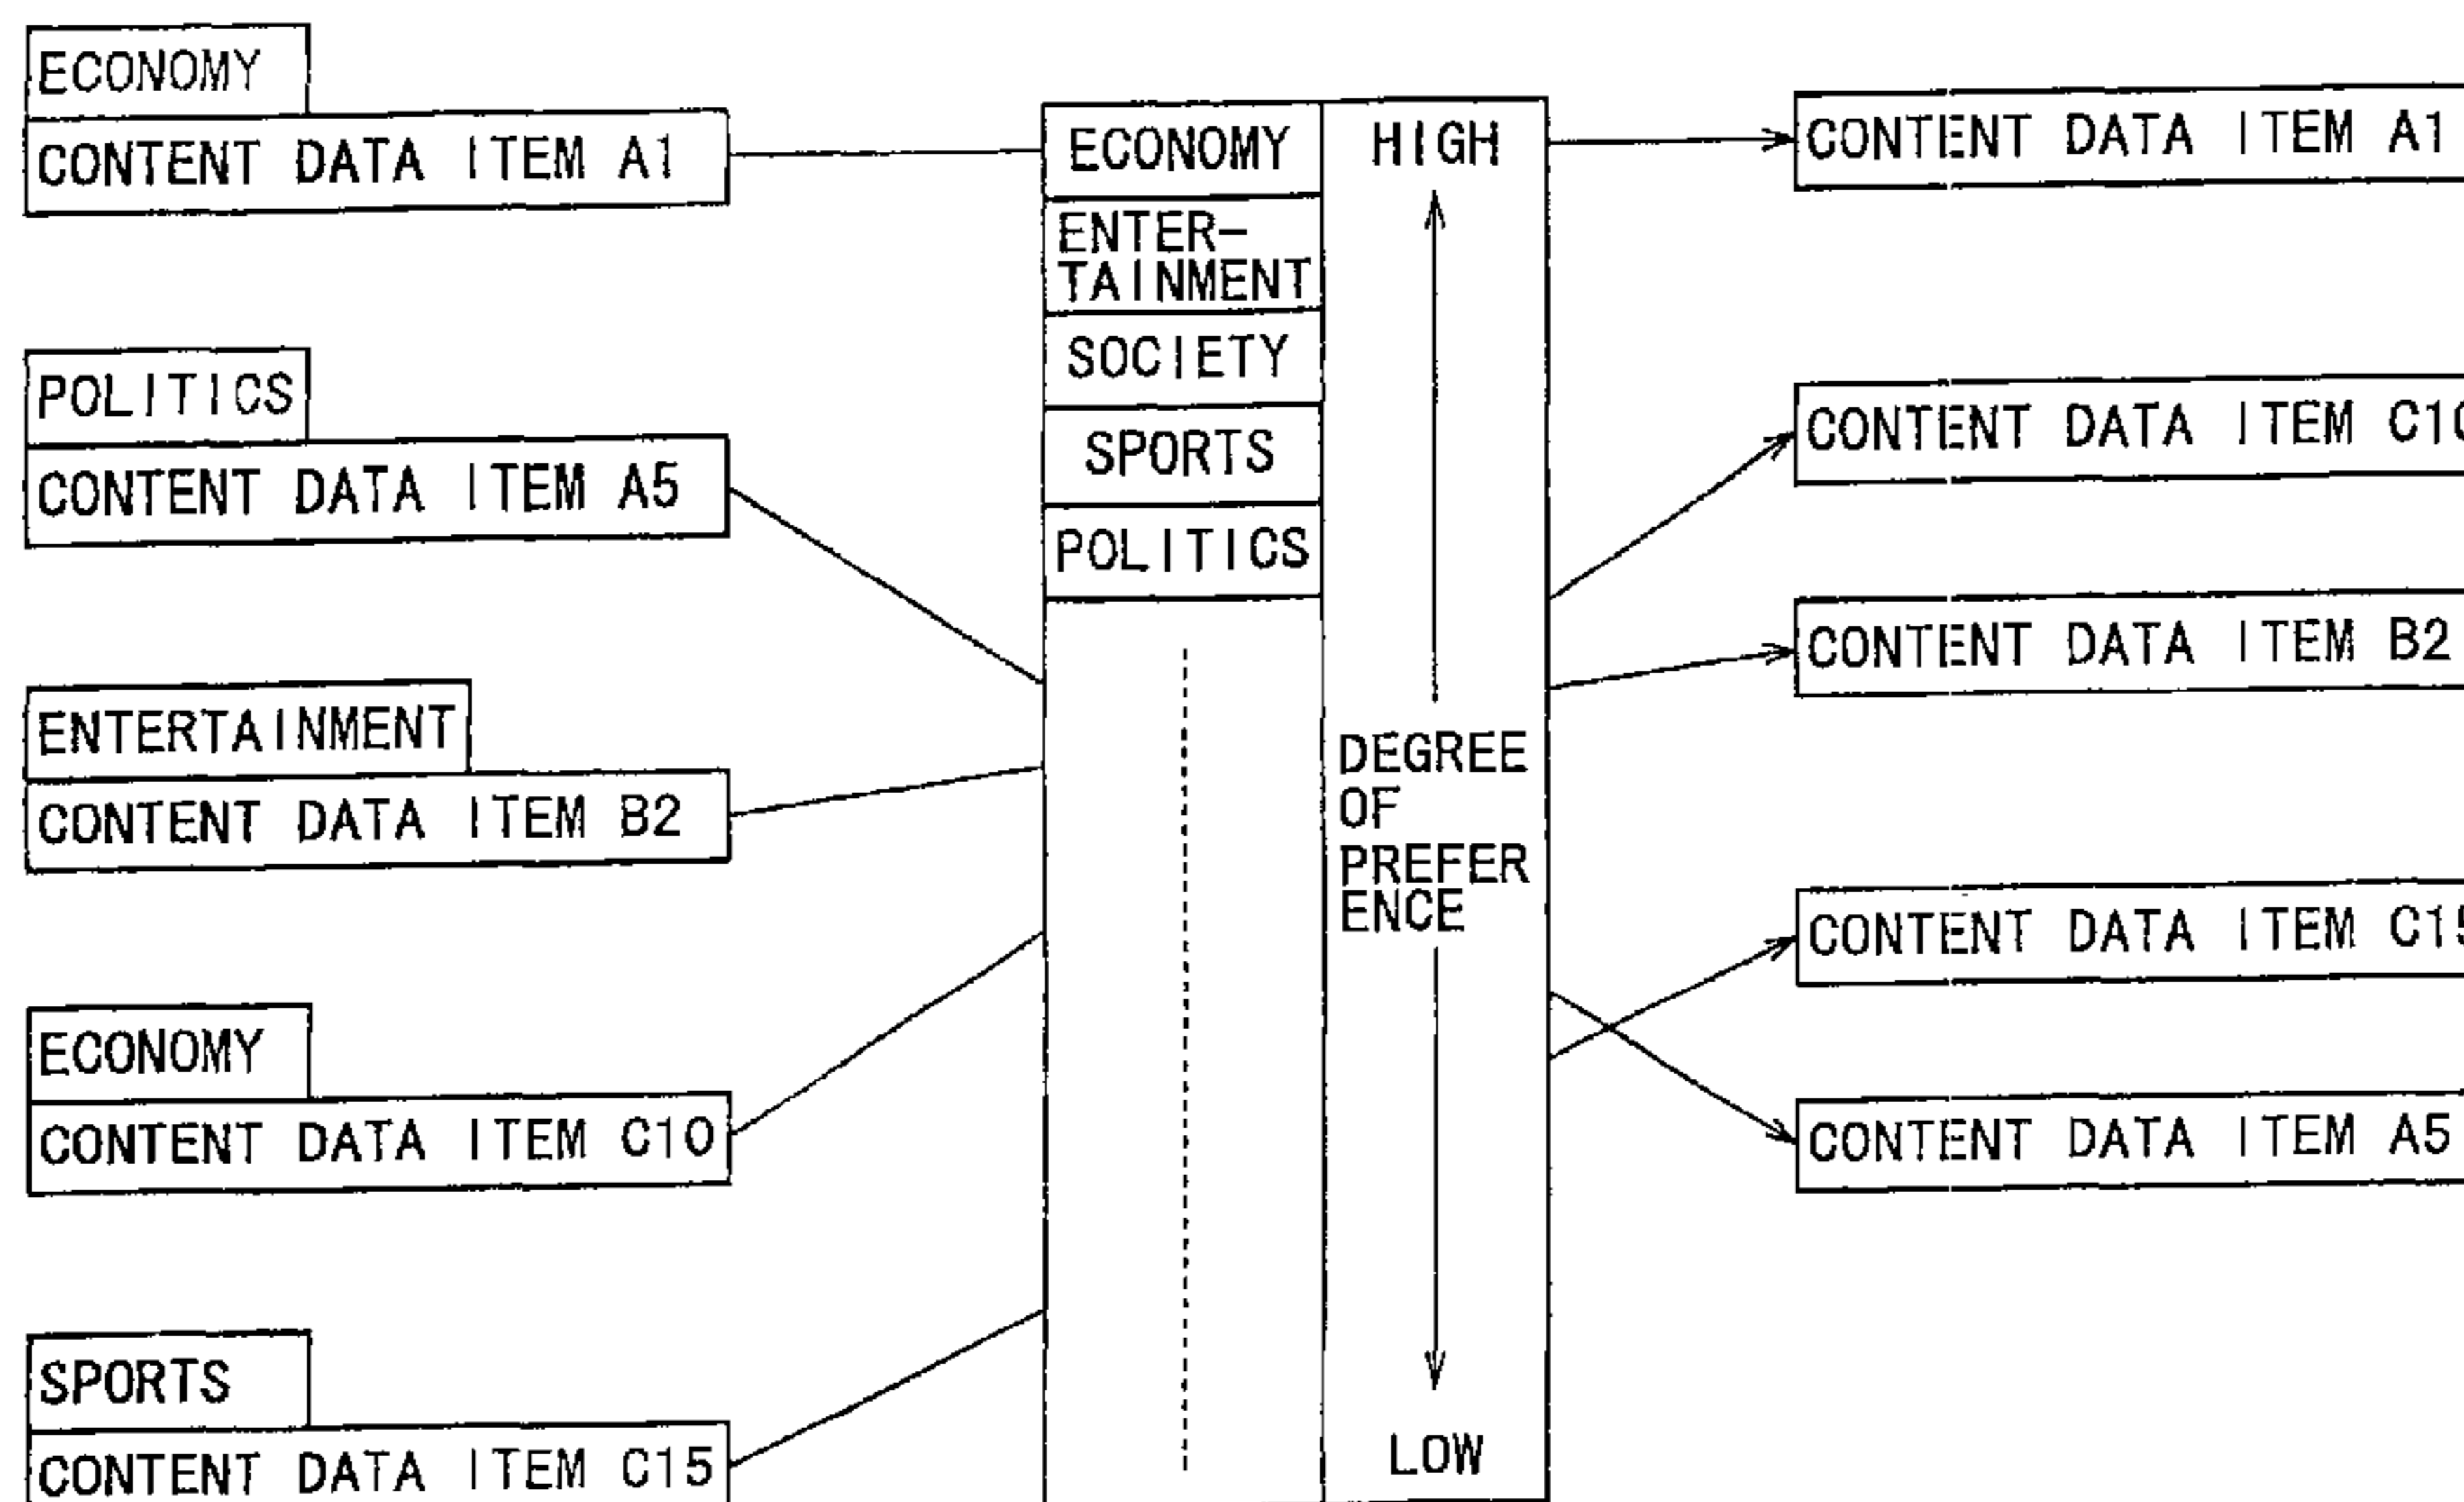 ECONOMY
CONTENT DATA ITEM A1
POLITICS
CONTENT DATA ITEM A5
ENTERTAINMENT
CONTENT DATA ITEM B2
ECONOMY
CONTENT DATA ITEM C10
SPORTS
CONTENT DATA ITEM C15
ECONOMY
ENTER-
TAINMENT
SOCIETY
SPORTS
POLITICS
HIGH
DEGREE
OF
PREFER
ENCE
LOW
CONTENT DATA ITEM A1
CONTENT DATA ITEM C10
CONTENT DATA ITEM B2
CONTENT DATA ITEM C15
CONTENT DATA ITEM A5